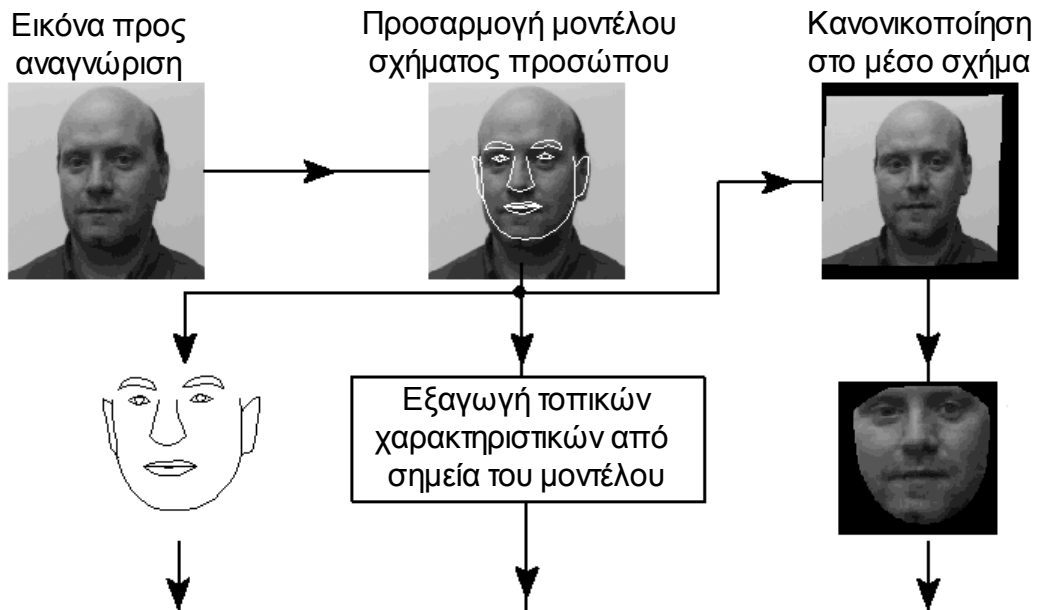 Εικόνα προς
αναγνώριση
Προσαρμογή μοντέλου
σχήματος προσώπου
Κανονικοποίηση
στο μέσο σχήμα
Εξαγωγή τοπικών
χαρακτηριστικών από
σημεία του μοντέλου